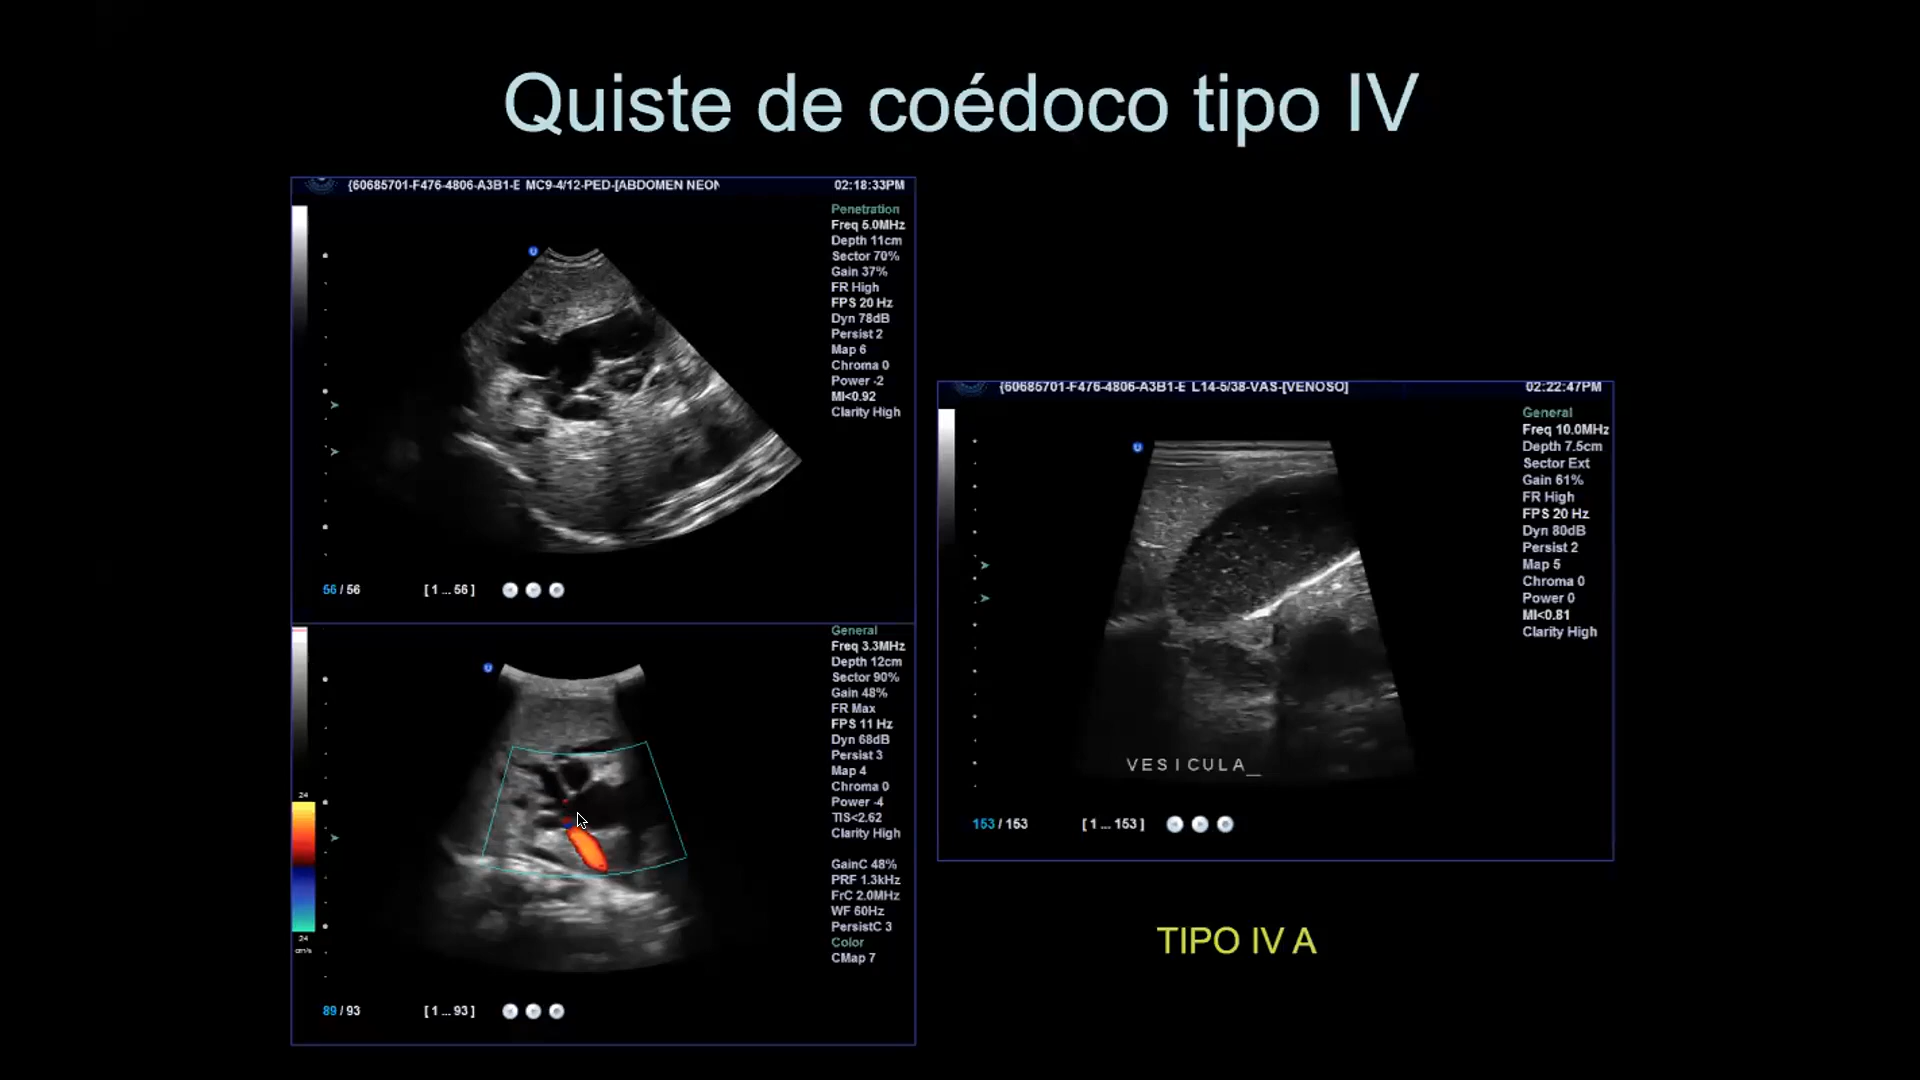 Quiste de coédoco tipo IV
{60685701-F476-4806-A3B1-E MC9-4/12-PED-[ABDOMEN NEON 02:18:33PM
Penetration
Freq 5.0MHz
Depth 11cm
Sector 70%
Gain 37%
FR High
FPS 20 Hz
Dyn 78dB
Persist 2
Map 6
Chroma 0
Power -2
MI<0.92
Clarity High
56 / 56 [ 1 ... 56 ]
General
Freq 3.3MHz
Depth 12cm
Sector 90%
Gain 48%
FR Max
FPS 11 Hz
Dyn 68dB
Persist 3
Map 4
Chroma 0
Power -4
TIS<2.62
Clarity High
GainC 48%
PRF 1.3kHz
FrC 2.0MHz
WF 60Hz
PersistC 3
Color
CMap 7
24
24
cm/s
89 / 93 [ 1 ... 93 ]
{60685701-F476-4806-A3B1-E L14-5/38-VAS-[VENOSO] 02:22:47PM
General
Freq 10.0MHz
Depth 7.5cm
Sector Ext
Gain 61%
FR High
FPS 20 Hz
Dyn 80dB
Persist 2
Map 5
Chroma 0
Power 0
MI<0.81
Clarity High
VESICULA_
153 / 153 [ 1 ... 153 ]
TIPO IV A